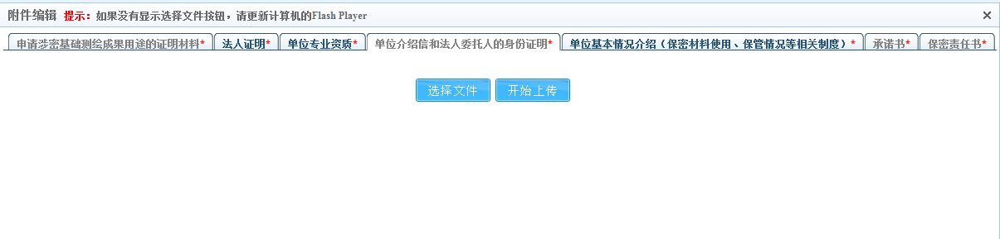 附件编辑 提示：如果没有显示选择文件按钮，请更新计算机的Flash Player
申请涉密基础测绘成果用途的证明材料* 法人证明* 单位专业资质* 单位介绍信和法人委托人的身份证明* 单位基本情况介绍（保密材料使用、保管情况等相关制度）* 承诺书* 保密责任书*
选择文件 开始上传